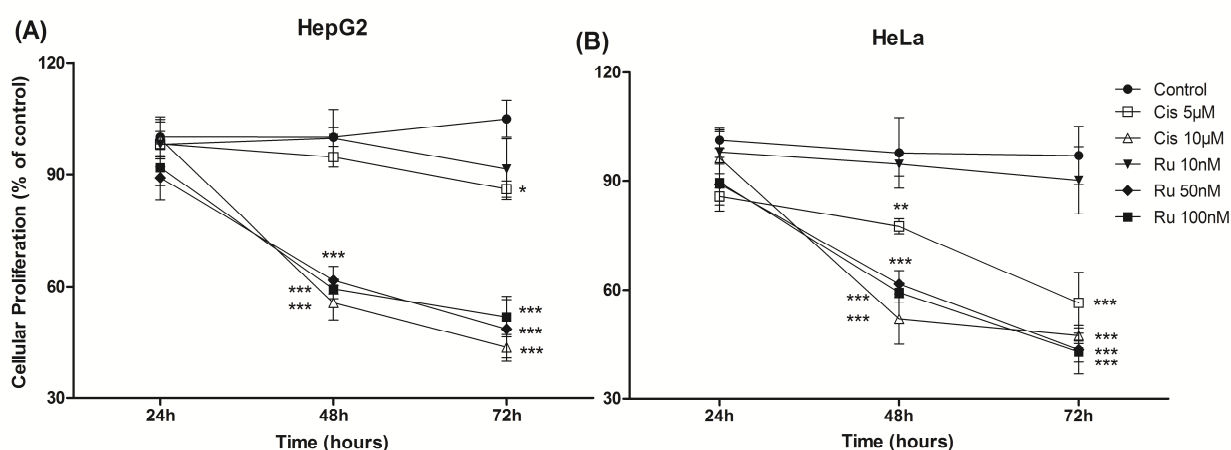 (A)
HepG2
Cellular Proliferation (% of control)
120
90
60
30
*
***
***
***
***
***
***
24h
48h
72h
Time (hours)
(B)
HeLa
120
90
60
30
**
***
***
***
***
***
***
***
24h
48h
72h
Time (hours)
Control
Cis 5µM
Cis 10µM
Ru 10nM
Ru 50nM
Ru 100nM